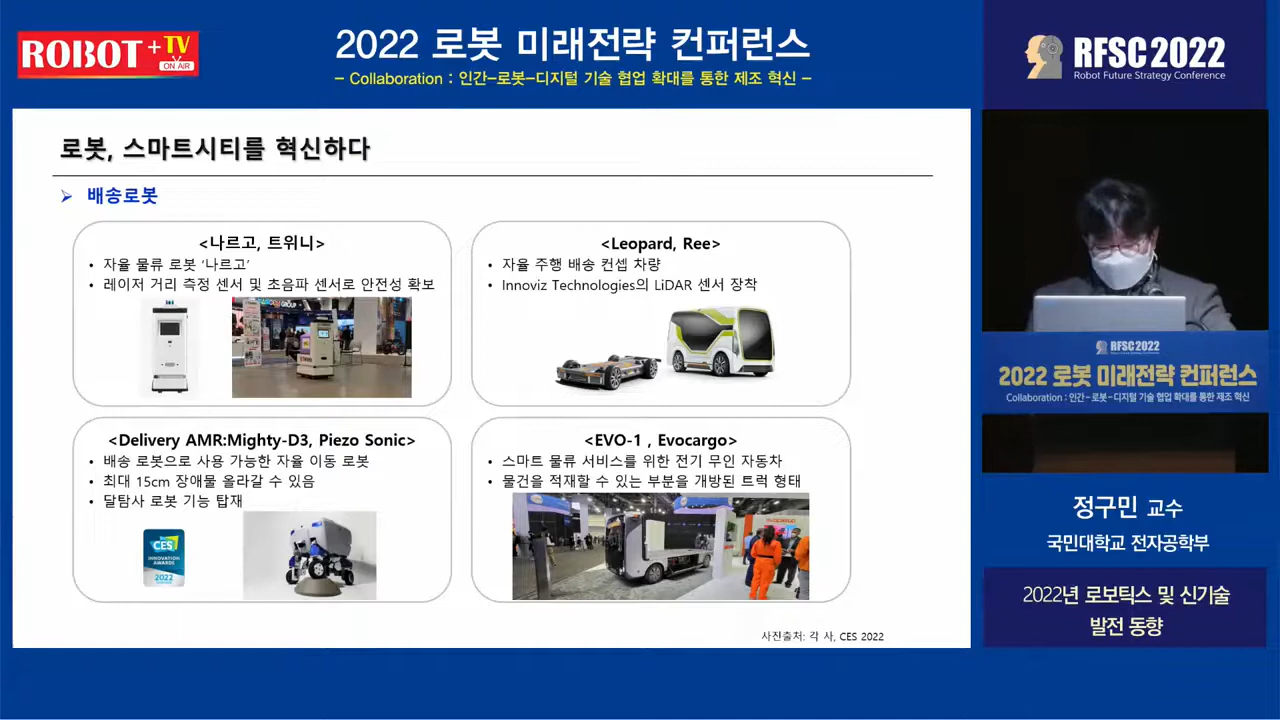 ROBOT+TV
ON AIR
2022 로봇 미래전략 컨퍼런스
- Collaboration : 인간-로봇-디지털 기술 협업 확대를 통한 제조 혁신 -
RFSC 2022
Robot Future Strategy Conference
로봇, 스마트시티를 혁신하다
➢ 배송로봇
<나르고, 트위니>
• 자율 물류 로봇 '나르고'
• 레이저 거리 측정 센서 및 초음파 센서로 안전성 확보
<Leopard, Ree>
• 자율 주행 배송 컨셉 차량
• Innoviz Technologies의 LiDAR 센서 장착
<Delivery AMR:Mighty-D3, Piezo Sonic>
• 배송 로봇으로 사용 가능한 자율 이동 로봇
• 최대 15cm 장애물 올라갈 수 있음
• 달탐사 로봇 기능 탑재
CES
INNOVATION
AWARDS
2022
<EVO-1 , Evocargo>
• 스마트 물류 서비스를 위한 전기 무인 자동차
• 물건을 적재할 수 있는 부분을 개방된 트럭 형태
사진출처: 각 사, CES 2022
RFSC 2022
2022 로봇 미래전략 컨퍼런스
Collaboration : 인간-로봇-디지털 기술 협업 확대를 통한 제조 혁신
정구민 교수
국민대학교 전자공학부
2022년 로보틱스 및 신기술
발전 동향